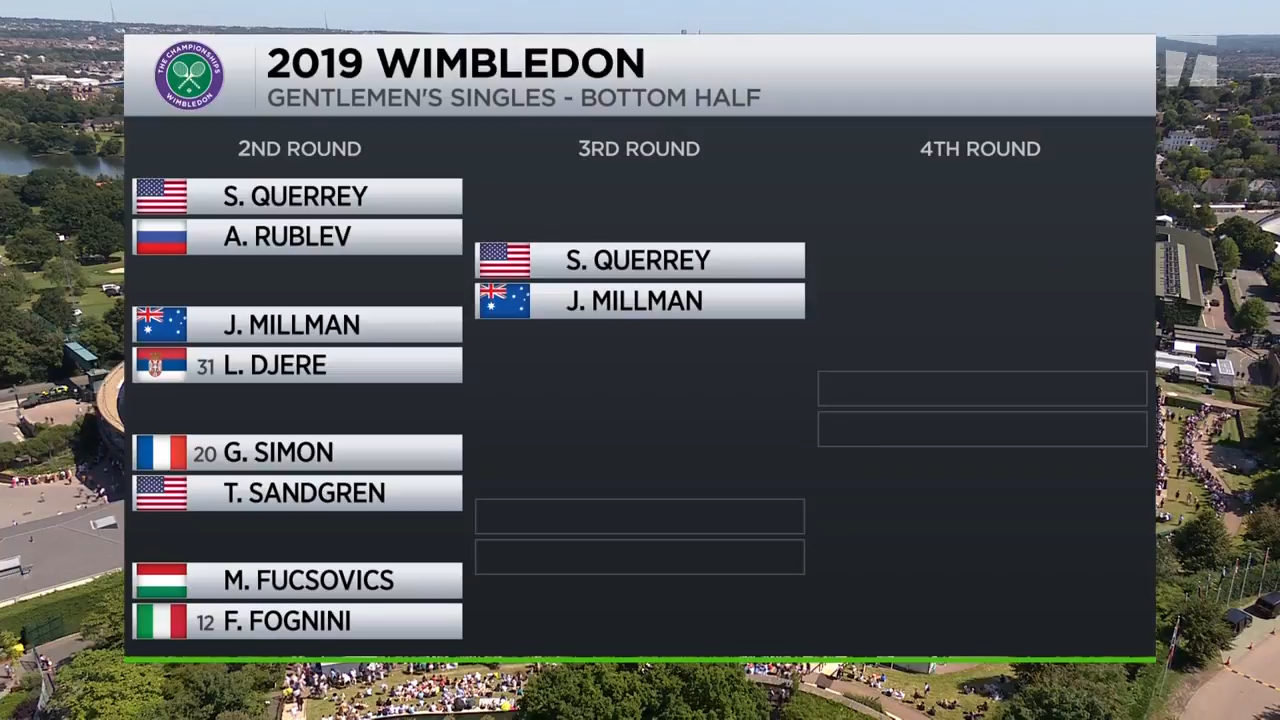 THE CHAMPIONSHIPS
WIMBLEDON
2019 WIMBLEDON
GENTLEMEN'S SINGLES - BOTTOM HALF
2ND ROUND
3RD ROUND
4TH ROUND
S. QUERREY
A. RUBLEV
J. MILLMAN
31 L. DJERE
20 G. SIMON
T. SANDGREN
M. FUCSOVICS
12 F. FOGNINI
S. QUERREY
J. MILLMAN